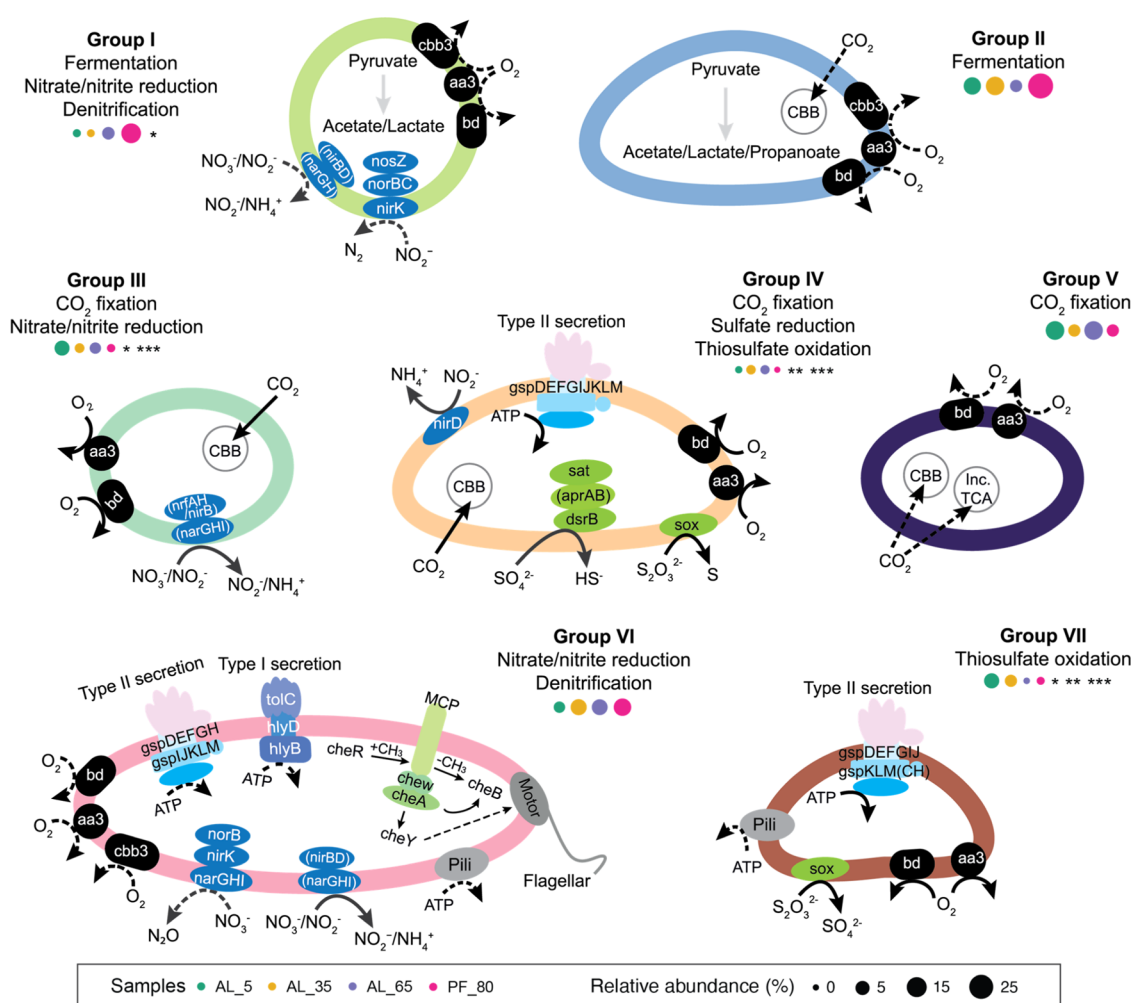 Group I
Fermentation
Nitrate/nitrite reduction
Denitrification
*
Pyruvate
Acetate/Lactate
cbb3
aa3
bd
O₂
(narGH)
(nirBD)
nosZ
norBC
nirK
NO₃⁻/NO₂⁻
NO₂⁻/NH₄⁺
N₂
NO₂⁻
Group II
Fermentation
CO₂
Pyruvate
CBB
Acetate/Lactate/Propanoate
cbb3
aa3
bd
O₂
O₂
Group III
CO₂ fixation
Nitrate/nitrite reduction
* ***
O₂
CO₂
aa3
CBB
O₂
bd
(nrfAH
/nirB)
(narGHI)
NO₃⁻/NO₂⁻
NO₂⁻/NH₄⁺
Group IV
CO₂ fixation
Sulfate reduction
Thiosulfate oxidation
** ***
Type II secretion
NH₄⁺
NO₂⁻
gspDEFGIJKLM
nirD
ATP
bd
O₂
aa3
O₂
CBB
sat
(aprAB)
dsrB
sox
CO₂
SO₄²⁻
HS⁻
S₂O₃²⁻
S
Group V
CO₂ fixation
O₂
bd
aa3
O₂
CBB
Inc.
TCA
CO₂
Group VI
Nitrate/nitrite reduction
Denitrification
Type II secretion
Type I secretion
tolC
hlyD
hlyB
ATP
gspDEFGH
gspIJKLM
ATP
MCP
cheR
+CH₃
-CH₃
chew
cheA
cheB
cheY
Motor
Flagellar
O₂
bd
O₂
aa3
cbb3
O₂
norB
nirK
narGHI
N₂O
NO₃⁻
(nirBD)
(narGHI)
NO₃⁻/NO₂⁻
NO₂⁻/NH₄⁺
Pili
ATP
Group VII
Thiosulfate oxidation
* ** ***
Type II secretion
gspDEFGIJ
gspKLM(CH)
ATP
Pili
ATP
sox
bd
aa3
S₂O₃²⁻
SO₄²⁻
O₂
Samples AL_5 AL_35 AL_65 PF_80 Relative abundance (%) 0 5 15 25